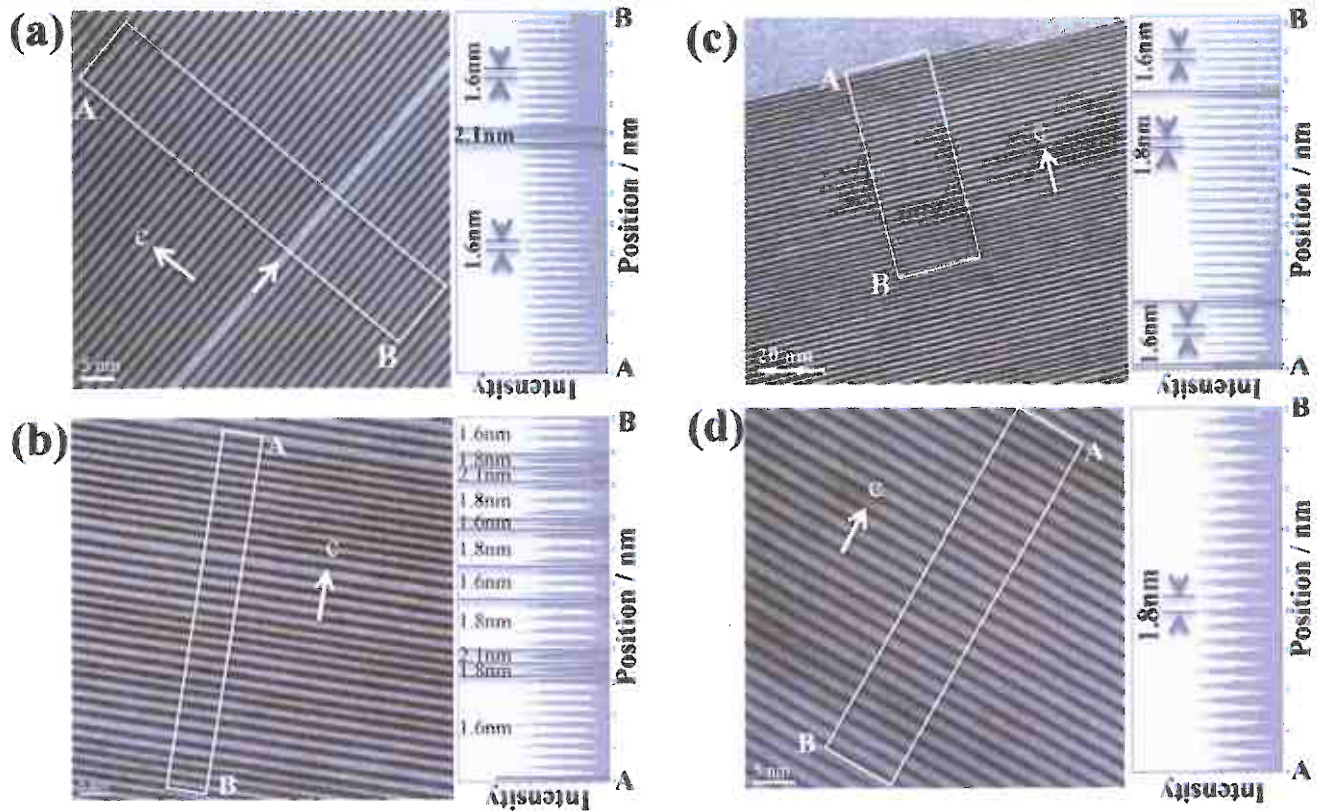 (a)
A
B
c
5 nm
1.6nm
2.1nm
1.6nm
B
A
Position / nm
Intensity
(b)
A
B
c
1.6nm
1.8nm
2.1nm
1.8nm
1.6nm
1.8nm
1.6nm
1.8nm
2.1nm
1.8nm
1.6nm
B
A
Position / nm
Intensity
(c)
A
B
c
20 nm
1.6nm
1.8nm
1.6nm
B
A
Position / nm
Intensity
(d)
A
B
c
5 nm
1.8nm
B
A
Position / nm
Intensity